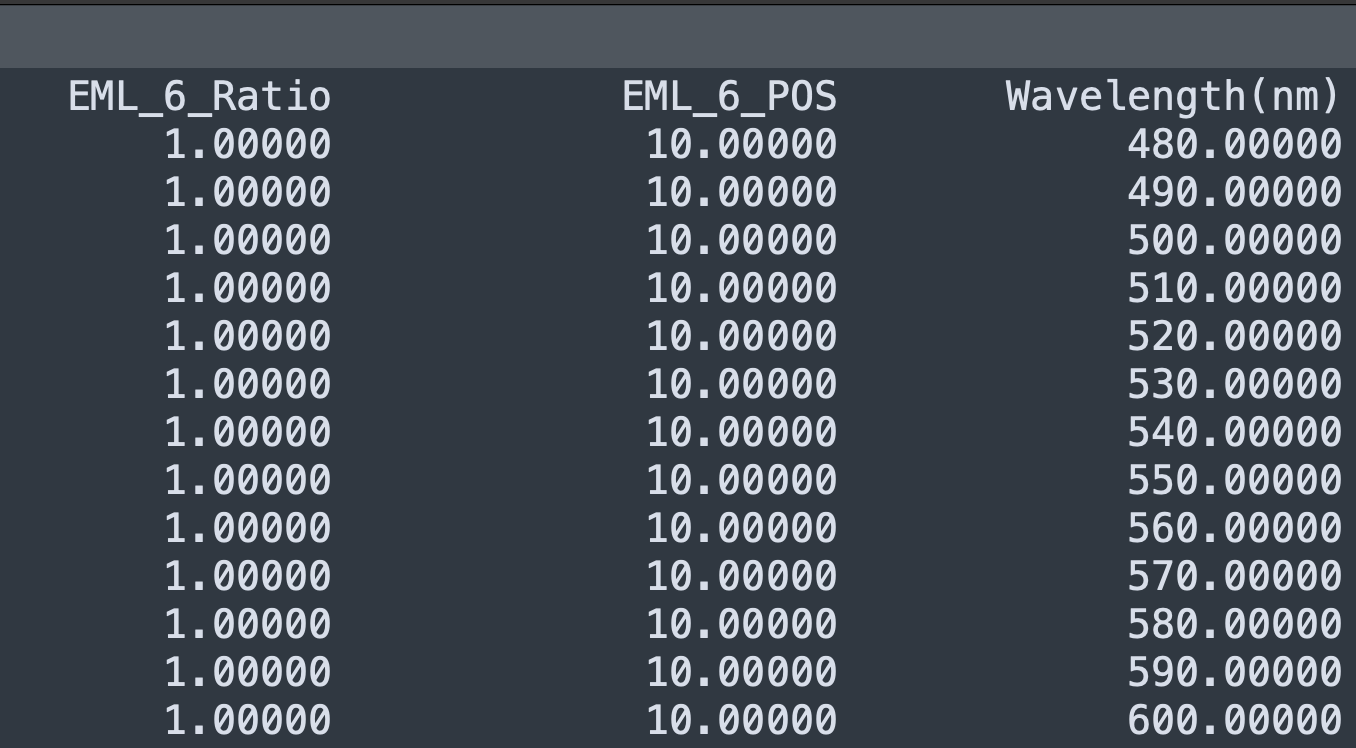 EML_6_Ratio EML_6_POS Wavelength(nm)
1.00000 10.00000 480.00000
1.00000 10.00000 490.00000
1.00000 10.00000 500.00000
1.00000 10.00000 510.00000
1.00000 10.00000 520.00000
1.00000 10.00000 530.00000
1.00000 10.00000 540.00000
1.00000 10.00000 550.00000
1.00000 10.00000 560.00000
1.00000 10.00000 570.00000
1.00000 10.00000 580.00000
1.00000 10.00000 590.00000
1.00000 10.00000 600.00000